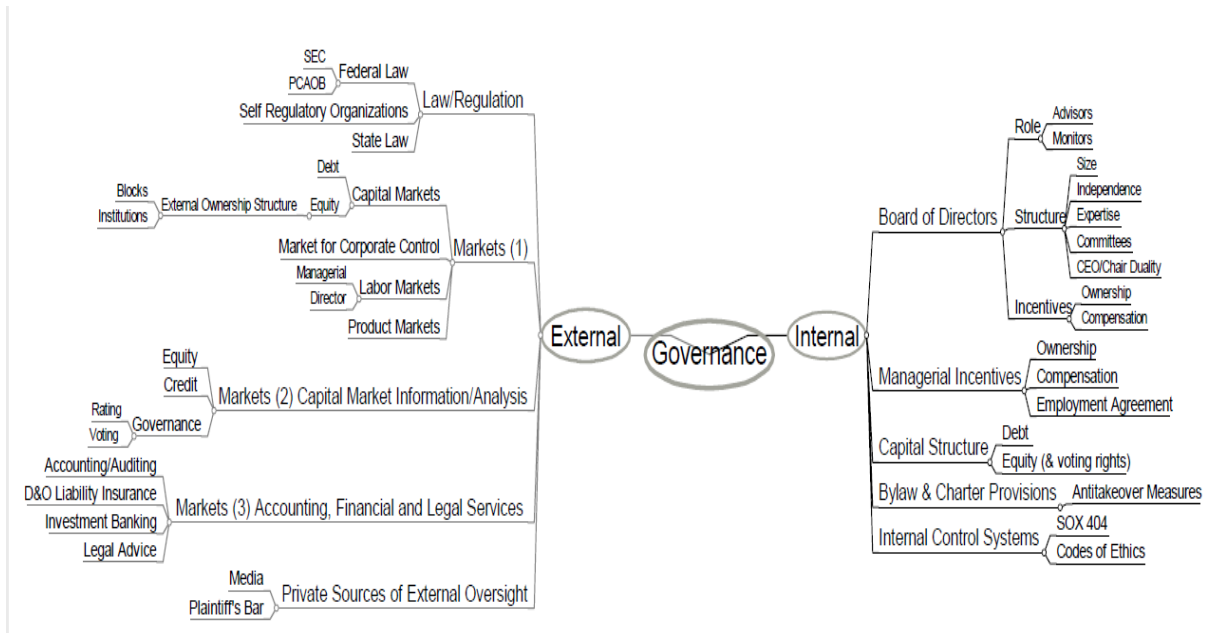 SEC
PCAOB
Federal Law
Self Regulatory Organizations
State Law
Law/Regulation
Debt
Blocks
Institutions
External Ownership Structure
Equity
Capital Markets
Market for Corporate Control
Managerial
Director
Labor Markets
Product Markets
Markets (1)
Equity
Credit
Rating
Voting
Governance
Markets (2) Capital Market Information/Analysis
Accounting/Auditing
D&O Liability Insurance
Investment Banking
Legal Advice
Markets (3) Accounting, Financial and Legal Services
Media
Plaintiff's Bar
Private Sources of External Oversight
External
Governance
Internal
Board of Directors
Role
Advisors
Monitors
Structure
Size
Independence
Expertise
Committees
CEO/Chair Duality
Incentives
Ownership
Compensation
Managerial Incentives
Ownership
Compensation
Employment Agreement
Capital Structure
Debt
Equity (& voting rights)
Bylaw & Charter Provisions
Antitakeover Measures
Internal Control Systems
SOX 404
Codes of Ethics